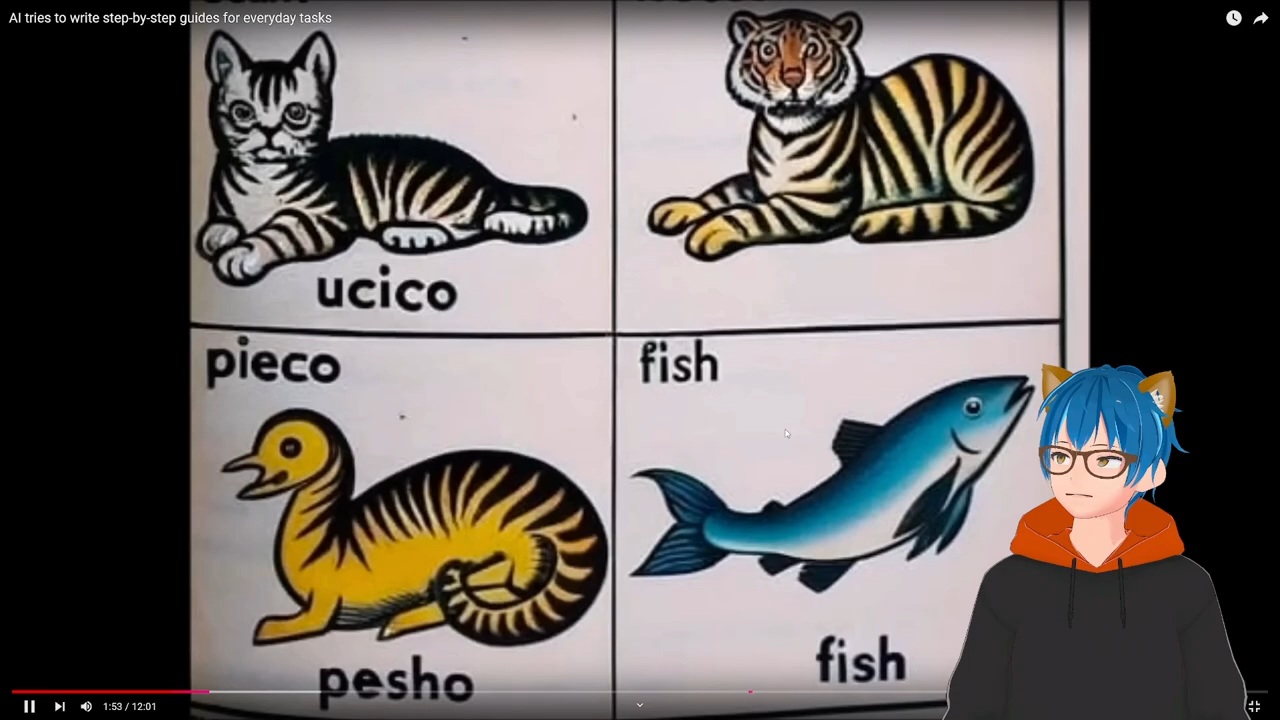 AI tries to write step-by-step guides for everyday tasks
ucico
pieco
fish
pesho
fish
1:53 / 12:01